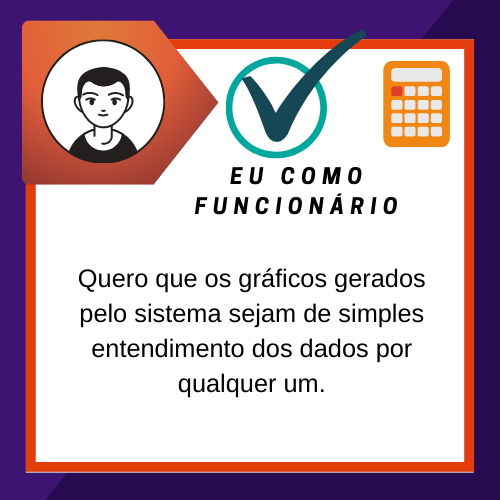 EU COMO
FUNCIONÁRIO
Quero que os gráficos gerados
pelo sistema sejam de simples
entendimento dos dados por
qualquer um.